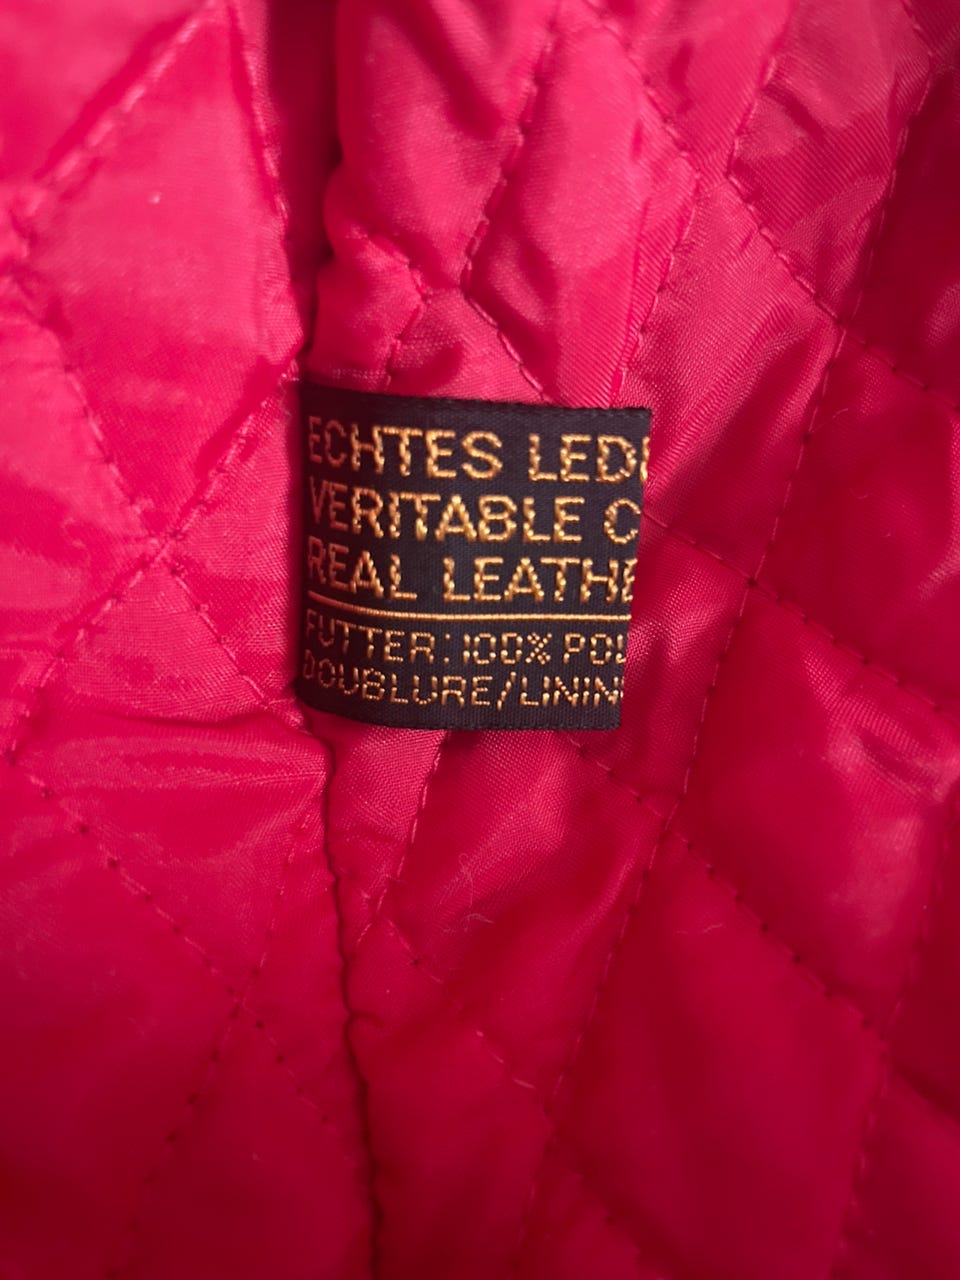 ECHTES LED
VERITABLE C
REAL LEATHE
FUTTER: 100% POL
DOUBLURE/LININ